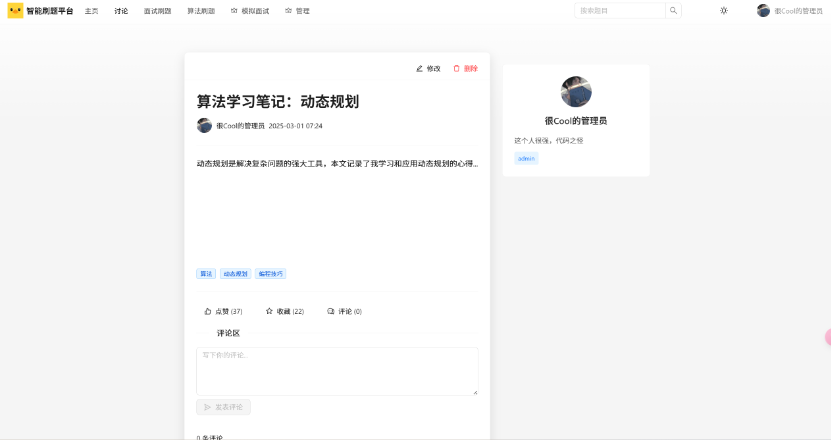 智能刷题平台 主页 讨论 面试刷题 算法刷题 模拟面试 管理 搜索题目 很Cool的管理员
修改 删除
算法学习笔记：动态规划
很Cool的管理员 2025-03-01 07:24
动态规划是解决复杂问题的强大工具，本文记录了我学习和应用动态规划的心得...
算法 动态规划 编程技巧
点赞 (37) 收藏 (22) 评论 (0)
评论区
写下你的评论...
发表评论
0 条评论
很Cool的管理员
这个人很强，代码之怪
admin